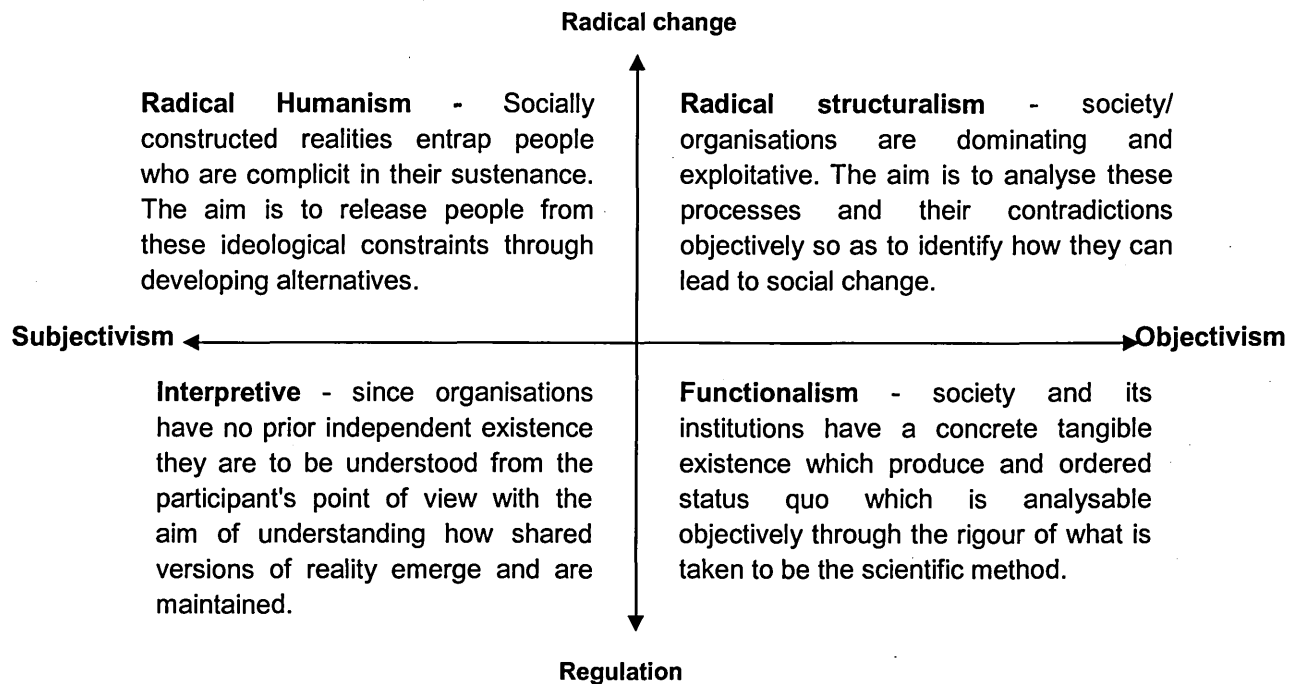 Radical change
Radical Humanism - Socially
constructed realities entrap people
who are complicit in their sustenance.
The aim is to release people from
these ideological constraints through
developing alternatives.
Radical structuralism - society/
organisations are dominating and
exploitative. The aim is to analyse these
processes and their contradictions
objectively so as to identify how they can
lead to social change.
Subjectivism
Objectivism
Interpretive - since organisations
have no prior independent existence
they are to be understood from the
participant's point of view with the
aim of understanding how shared
versions of reality emerge and are
maintained.
Functionalism - society and its
institutions have a concrete tangible
existence which produce and ordered
status quo which is analysable
objectively through the rigour of what is
taken to be the scientific method.
Regulation